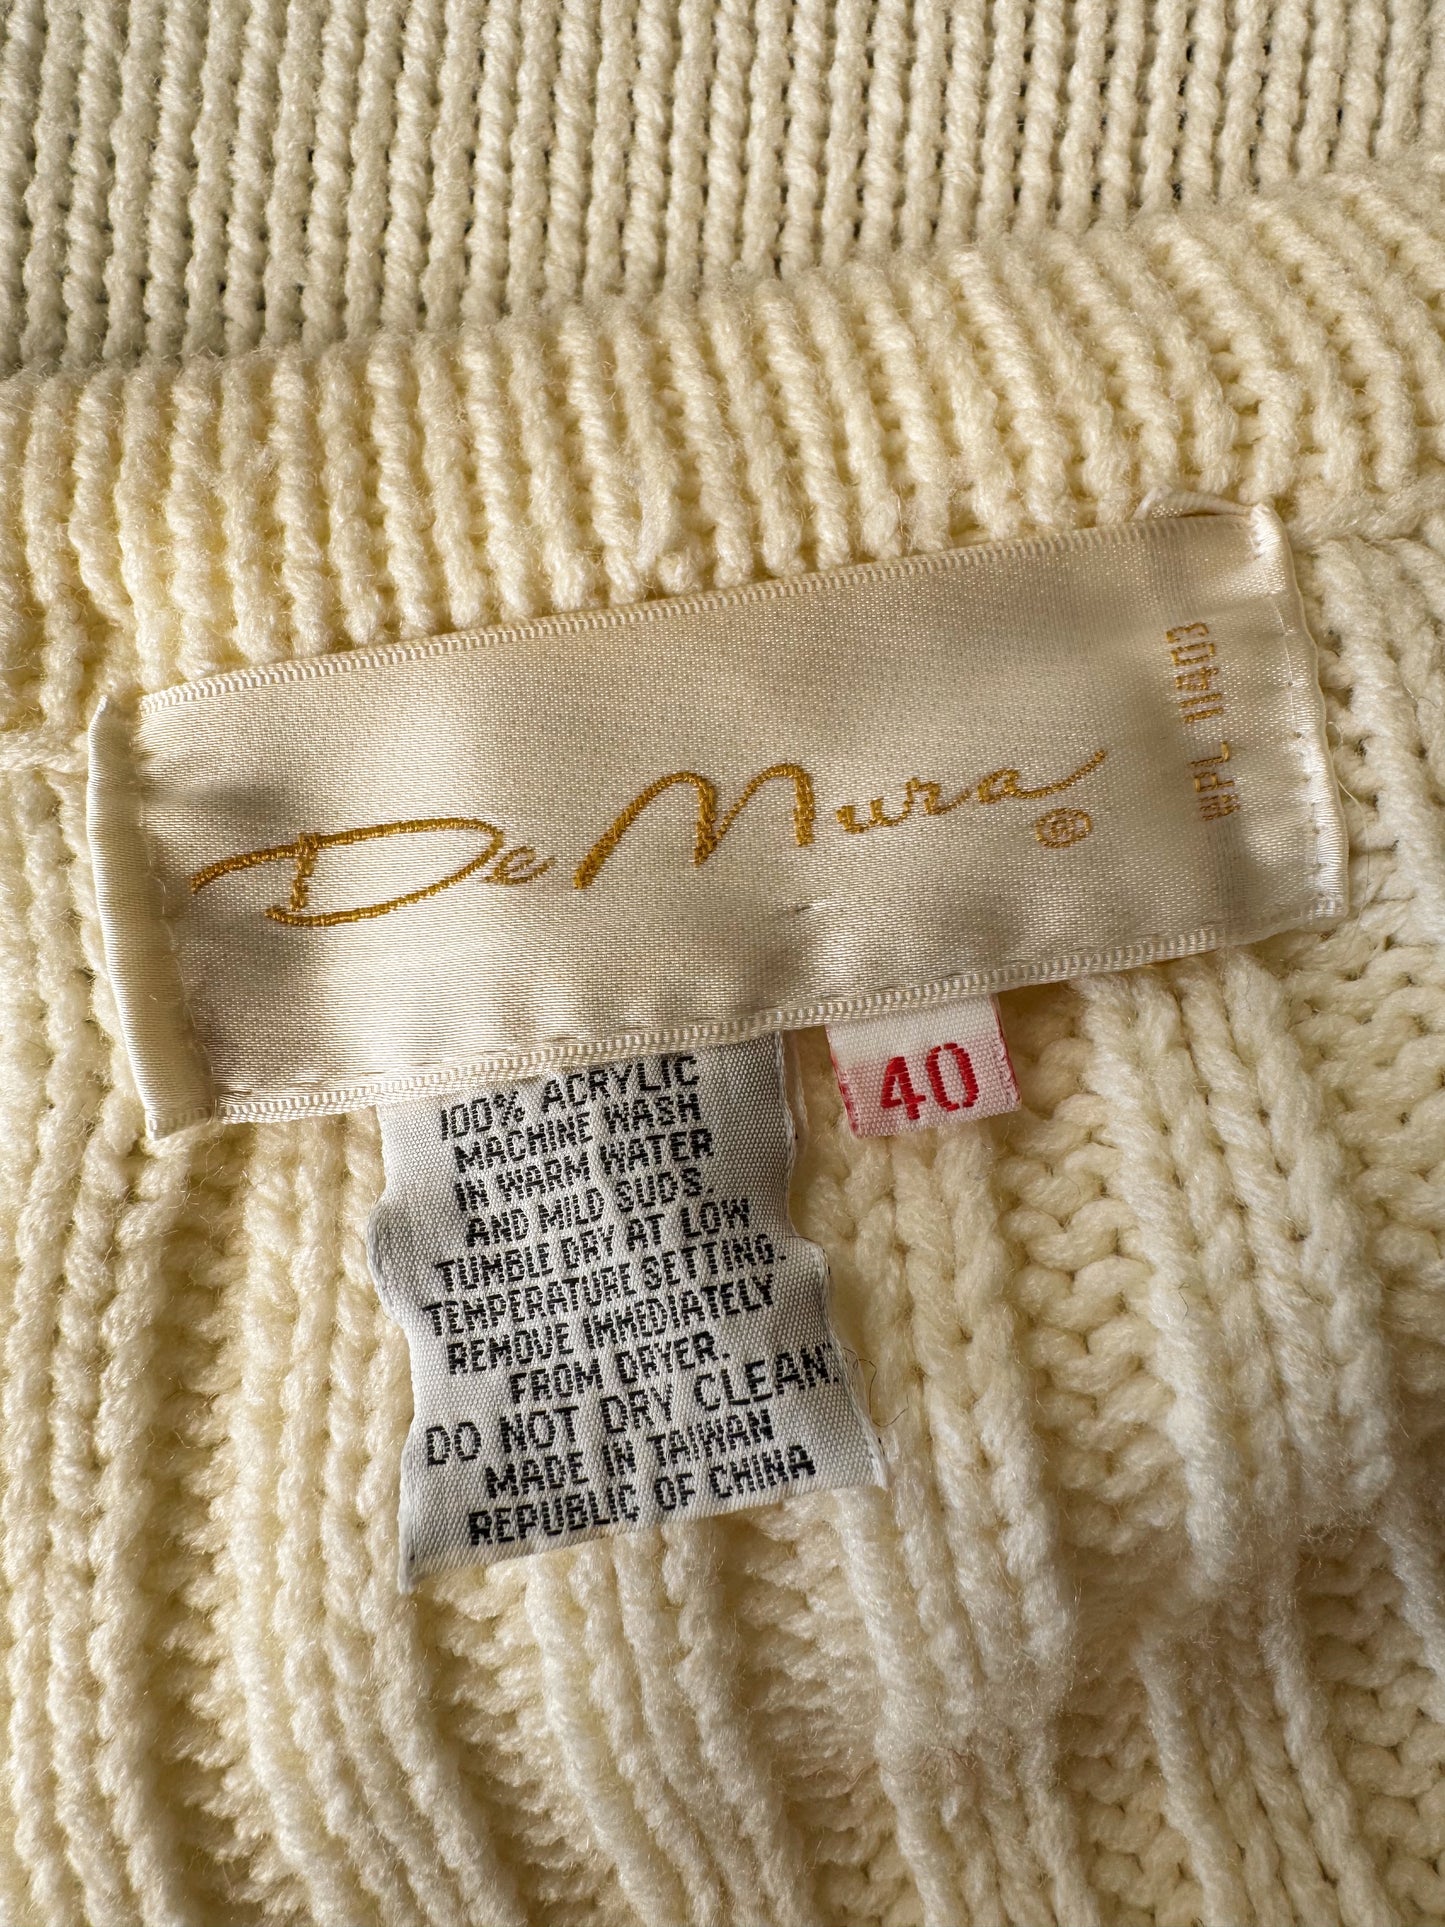 De Mura ®
WPL 11403
40
100% ACRYLIC
MACHINE WASH
IN WARM WATER
AND MILD SUDS.
TUMBLE DRY AT LOW
TEMPERATURE SETTING.
REMOVE IMMEDIATELY
FROM DRYER.
DO NOT DRY CLEAN.
MADE IN TAIWAN
REPUBLIC OF CHINA